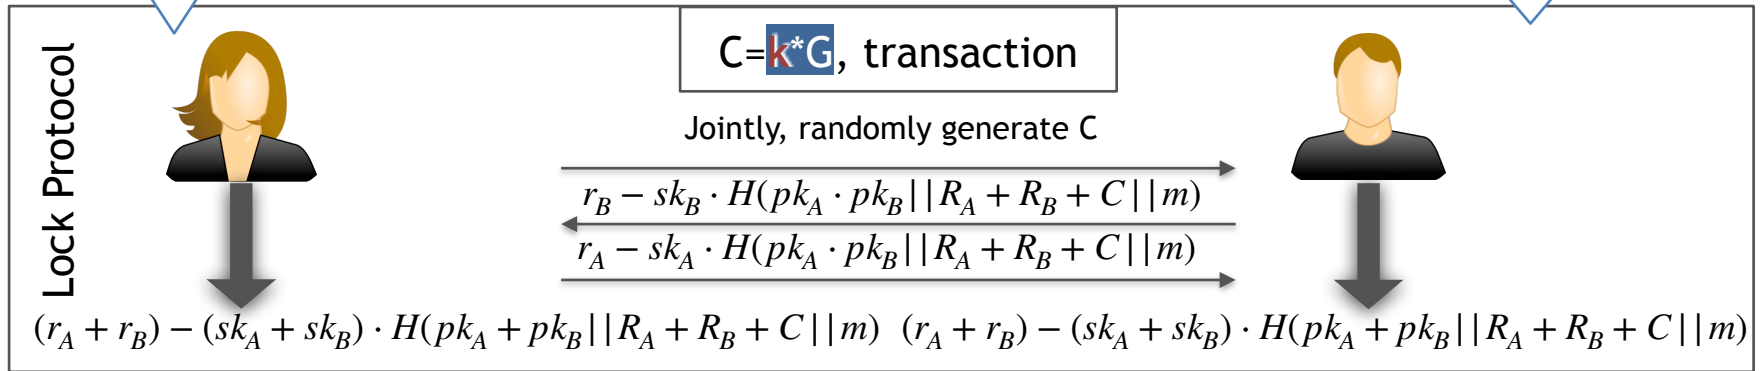 Lock Protocol
C=k*G, transaction
Jointly, randomly generate C
r_B − sk_B · H(pk_A · pk_B||R_A + R_B + C||m)
r_A − sk_A · H(pk_A · pk_B||R_A + R_B + C||m)
(r_A + r_B) − (sk_A + sk_B) · H(pk_A + pk_B||R_A + R_B + C||m) (r_A + r_B) − (sk_A + sk_B) · H(pk_A + pk_B||R_A + R_B + C||m)